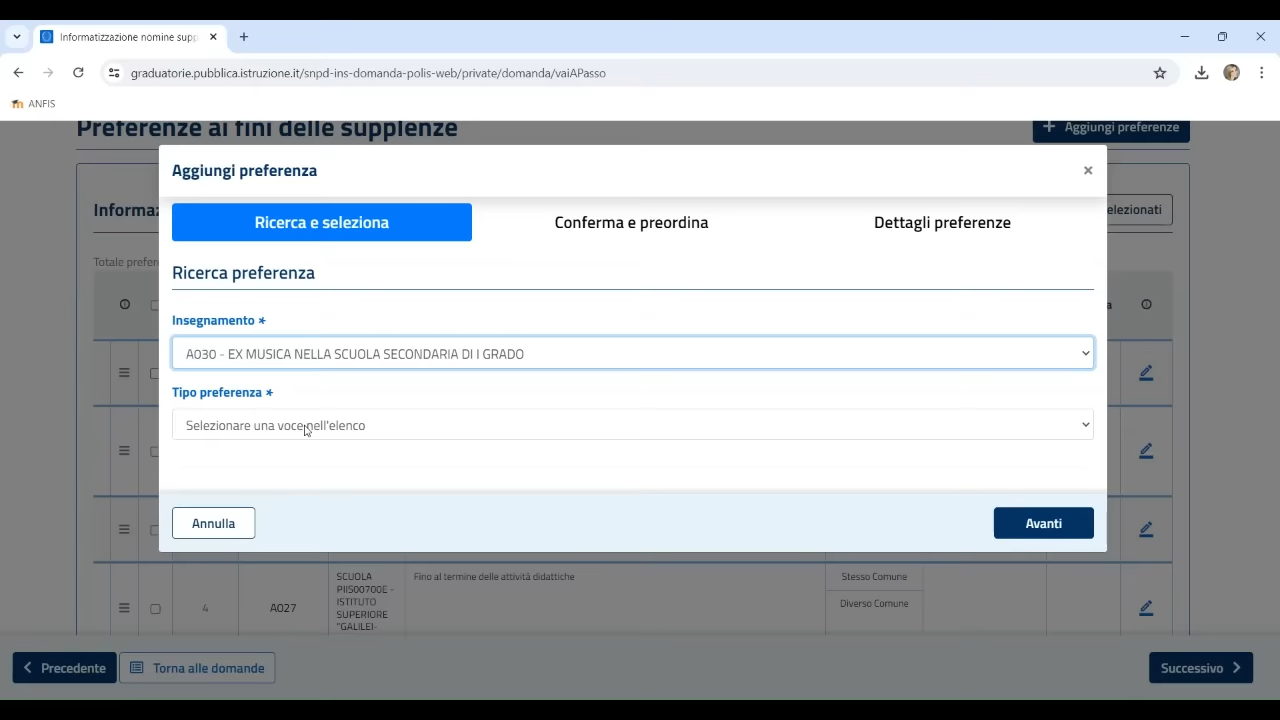 Informatizzazione nomine supp
graduatorie.pubblica.istruzione.it/snpd-ins-domanda-polis-web/private/domanda/vaiAPasso
ANFIS
Preferenze ai fini delle supplenze
Aggiungi preferenze
Aggiungi preferenza
×
Ricerca e seleziona
Conferma e preordina
Dettagli preferenze
Informa
elezionati
Totale prefer
Ricerca preferenza
Insegnamento *
A030 - EX MUSICA NELLA SCUOLA SECONDARIA DI I GRADO
Tipo preferenza *
Selezionare una voce nell'elenco
Annulla
Avanti
4
A027
SCUOLA
PIIS00700E -
ISTITUTO
SUPERIORE
"GALILEI-
Fino al termine delle attività didattiche
Stesso Comune
Diverso Comune
Precedente
Torna alle domande
Successivo